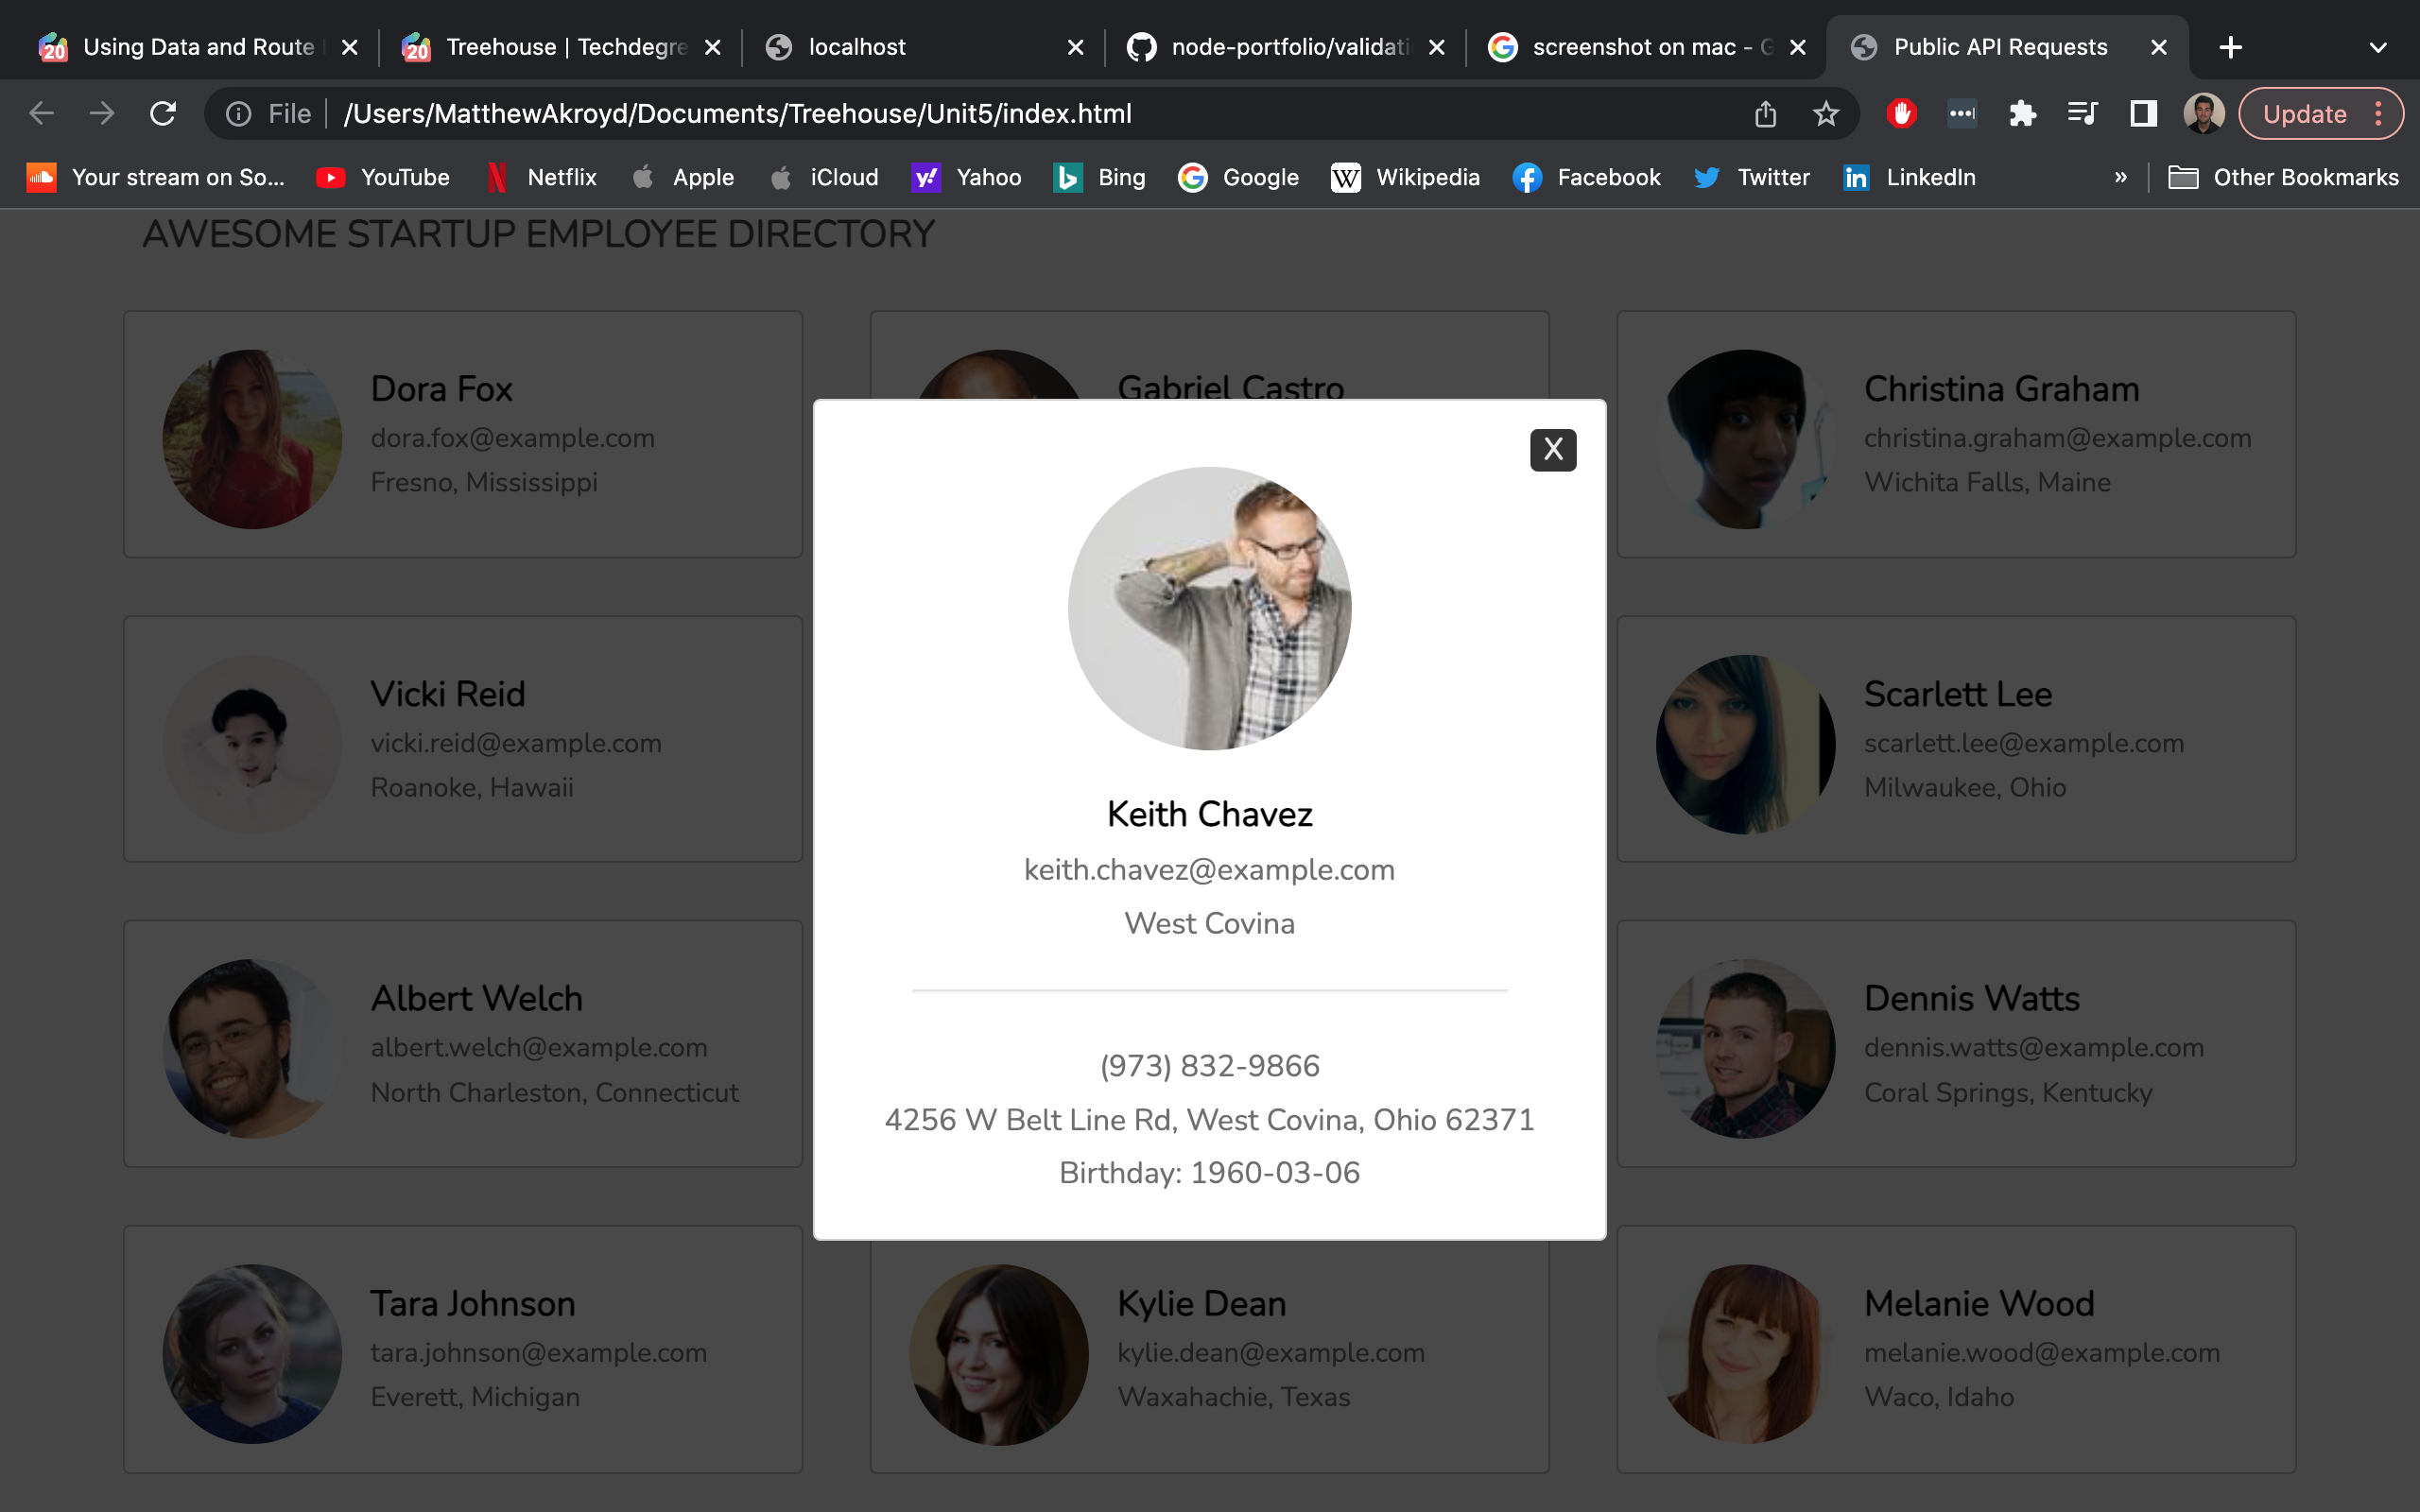 Using Data and Route
Treehouse | Techdegre
localhost
node-portfolio/validati
screenshot on mac - G
Public API Requests
File
/Users/MatthewAkroyd/Documents/Treehouse/Unit5/index.html
Update
Your stream on So...
YouTube
Netflix
Apple
iCloud
Yahoo
Bing
Google
Wikipedia
Facebook
Twitter
LinkedIn
»
Other Bookmarks
AWESOME STARTUP EMPLOYEE DIRECTORY
Dora Fox
dora.fox@example.com
Fresno, Mississippi
Gabriel Castro
Christina Graham
christina.graham@example.com
Wichita Falls, Maine
X
Keith Chavez
keith.chavez@example.com
West Covina
(973) 832-9866
4256 W Belt Line Rd, West Covina, Ohio 62371
Birthday: 1960-03-06
Vicki Reid
vicki.reid@example.com
Roanoke, Hawaii
Scarlett Lee
scarlett.lee@example.com
Milwaukee, Ohio
Albert Welch
albert.welch@example.com
North Charleston, Connecticut
Dennis Watts
dennis.watts@example.com
Coral Springs, Kentucky
Tara Johnson
tara.johnson@example.com
Everett, Michigan
Kylie Dean
kylie.dean@example.com
Waxahachie, Texas
Melanie Wood
melanie.wood@example.com
Waco, Idaho